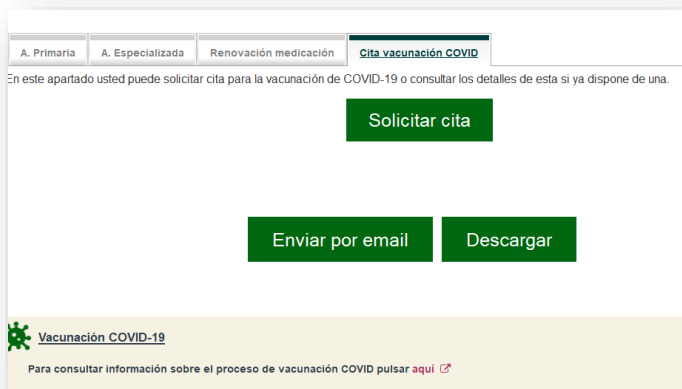 A. Primaria
A. Especializada
Renovación medicación
Cita vacunación COVID
En este apartado usted puede solicitar cita para la vacunación de COVID-19 o consultar los detalles de esta si ya dispone de una.
Solicitar cita
Enviar por email
Descargar
Vacunación COVID-19
Para consultar información sobre el proceso de vacunación COVID pulsar aquí